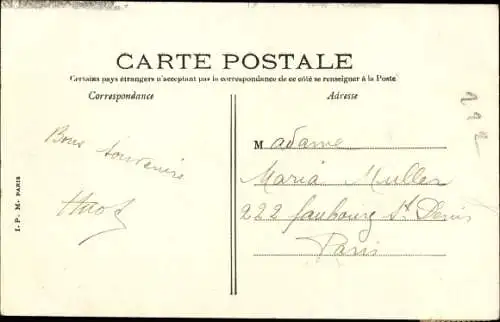 CARTE POSTALE
Certains pays étrangers n'acceptant pas la correspondance de ce côté se renseigner à la Poste
Correspondance
Adresse
222
Bons souvenirs
I. P. M. PARIS
Madame
Maria Muller
222 faubourg St Denis
Paris